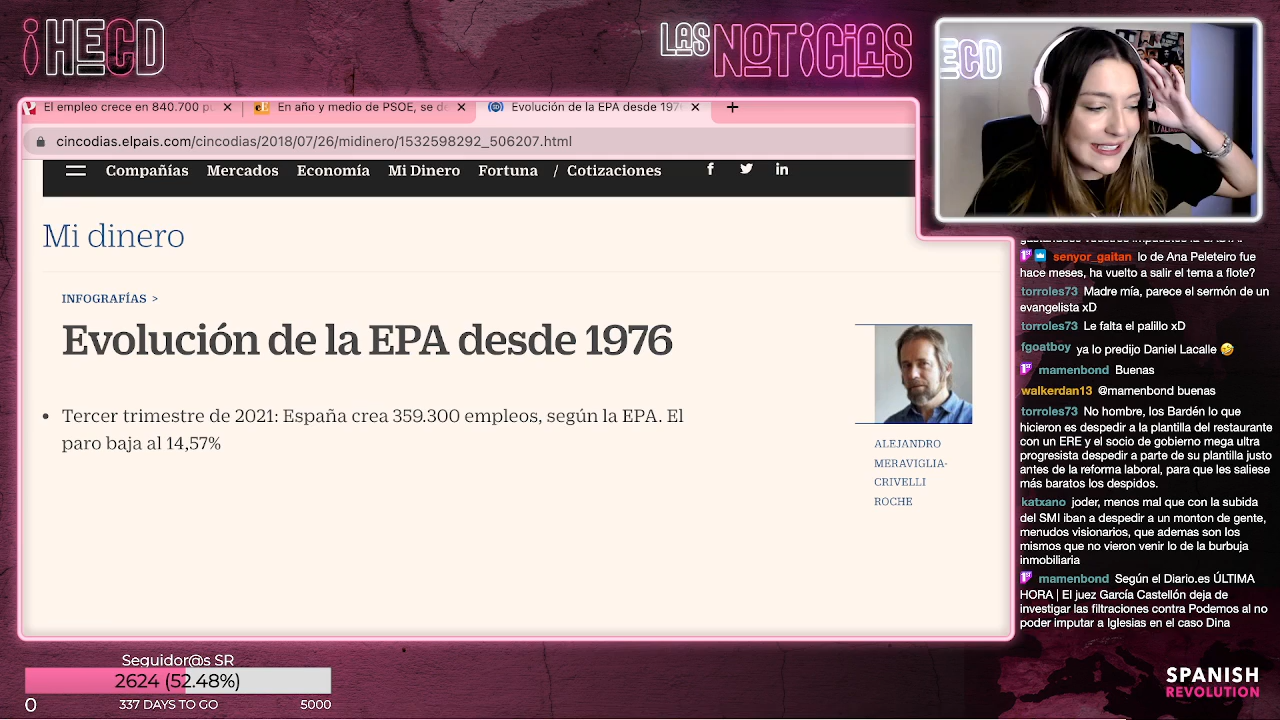 ¡HECD
LAS NOTICIAS
ECD
El empleo crece en 840.700 p
En año y medio de PSOE, se de
Evolución de la EPA desde 197
cincodias.elpais.com/cincodias/2018/07/26/midinero/1532598292_506207.html
Compañías Mercados Economía Mi Dinero Fortuna / Cotizaciones
Mi dinero
INFOGRAFÍAS >
Evolución de la EPA desde 1976
• Tercer trimestre de 2021: España crea 359.300 empleos, según la EPA. El
paro baja al 14,57%
ALEJANDRO
MERAVIGLIA-
CRIVELLI
ROCHE
senyor_gaitan lo de Ana Peleteiro fue
hace meses, ha vuelto a salir el tema a flote?
torroles73 Madre mía, parece el sermón de un
evangelista xD
torroles73 Le falta el palillo xD
fgoatboy ya lo predijo Daniel Lacalle 🤣
mamenbond Buenas
walkerdan13 @mamenbond buenas
torroles73 No hombre, los Bardén lo que
hicieron es despedir a la plantilla del restaurante
con un ERE y el socio de gobierno mega ultra
progresista despedir a parte de su plantilla justo
antes de la reforma laboral, para que les saliese
más baratos los despidos.
katxano joder, menos mal que con la subida
del SMI iban a despedir a un monton de gente,
menudos visionarios, que ademas son los
mismos que no vieron venir lo de la burbuja
inmobiliaria
mamenbond Según el Diario.es ÚLTIMA
HORA | El juez García Castellón deja de
investigar las filtraciones contra Podemos al no
poder imputar a Iglesias en el caso Dina
Seguidor@s SR
2624 (52.48%)
0 337 DAYS TO GO 5000
SPANISH
REVOLUTION